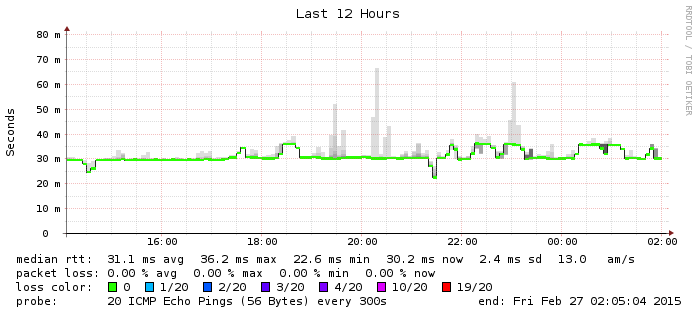 Last 12 Hours
RRDTOOL / TOBI OETIKER
Seconds
80 m
70 m
60 m
50 m
40 m
30 m
20 m
10 m
0
16:00 18:00 20:00 22:00 00:00 02:00
median rtt: 31.1 ms avg 36.2 ms max 22.6 ms min 30.2 ms now 2.4 ms sd 13.0 am/s
packet loss: 0.00 % avg 0.00 % max 0.00 % min 0.00 % now
loss color: 0 1/20 2/20 3/20 4/20 10/20 19/20
probe: 20 ICMP Echo Pings (56 Bytes) every 300s end: Fri Feb 27 02:05:04 2015